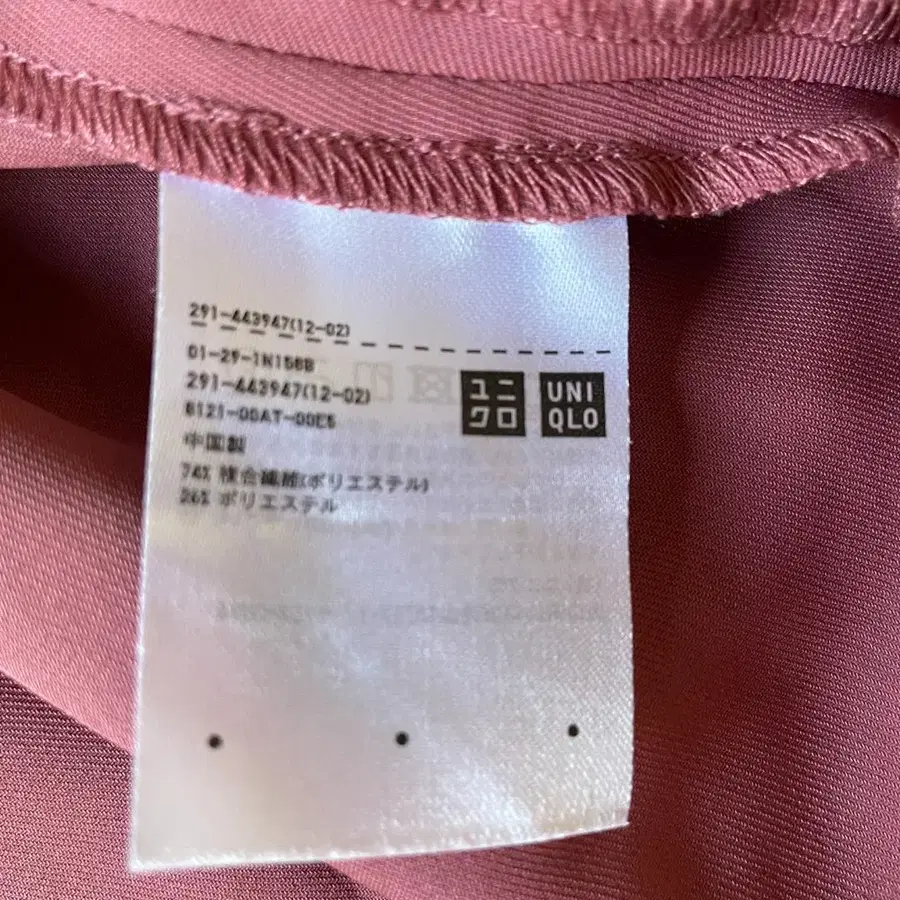 291-443947(12-02)
01-29-1N158B
291-443947(12-02)
8121-00AT-00E5
中国製
74% 複合繊維(ポリエステル)
26% ポリエステル
ユニ
クロ
UNI
QLO